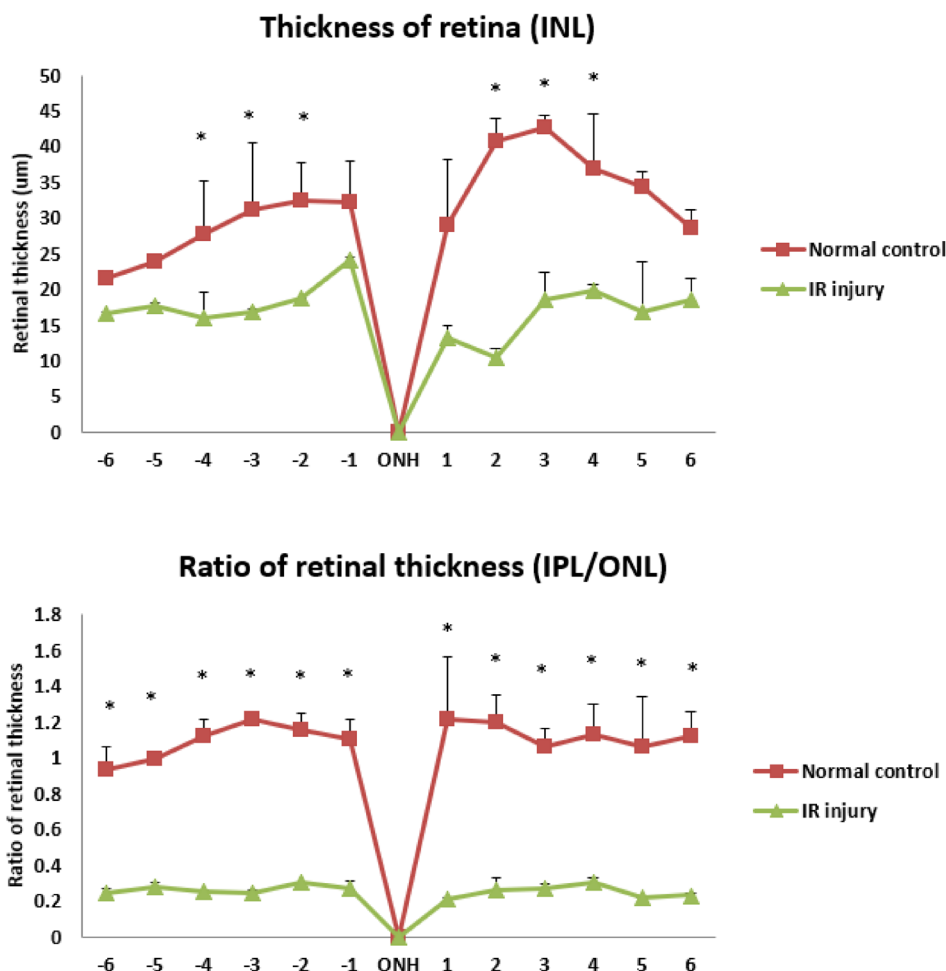 Thickness of retina (INL)
50
45
40
35
30
25
20
15
10
5
0
Retinal thickness (um)
* * * * * *
-6 -5 -4 -3 -2 -1 ONH 1 2 3 4 5 6
Normal control
IR injury
Ratio of retinal thickness (IPL/ONL)
1.8
1.6
1.4
1.2
1
0.8
0.6
0.4
0.2
0
Ratio of retinal thickness
* * * * * * * * * * * *
-6 -5 -4 -3 -2 -1 ONH 1 2 3 4 5 6
Normal control
IR injury